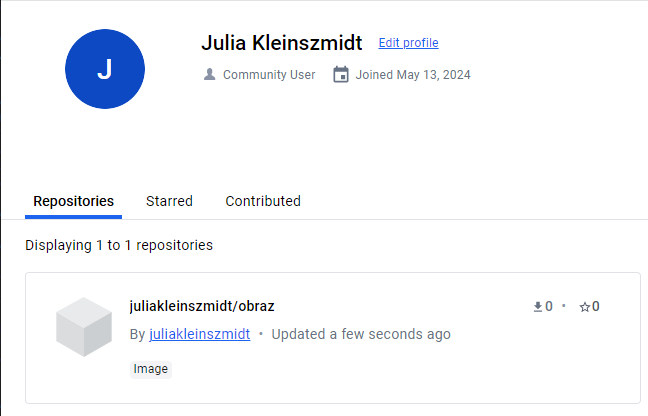 J
Julia Kleinszmidt Edit profile
Community User Joined May 13, 2024
Repositories Starred Contributed
Displaying 1 to 1 repositories
juliakleinszmidt/obraz 0 • 0
By juliakleinszmidt • Updated a few seconds ago
Image